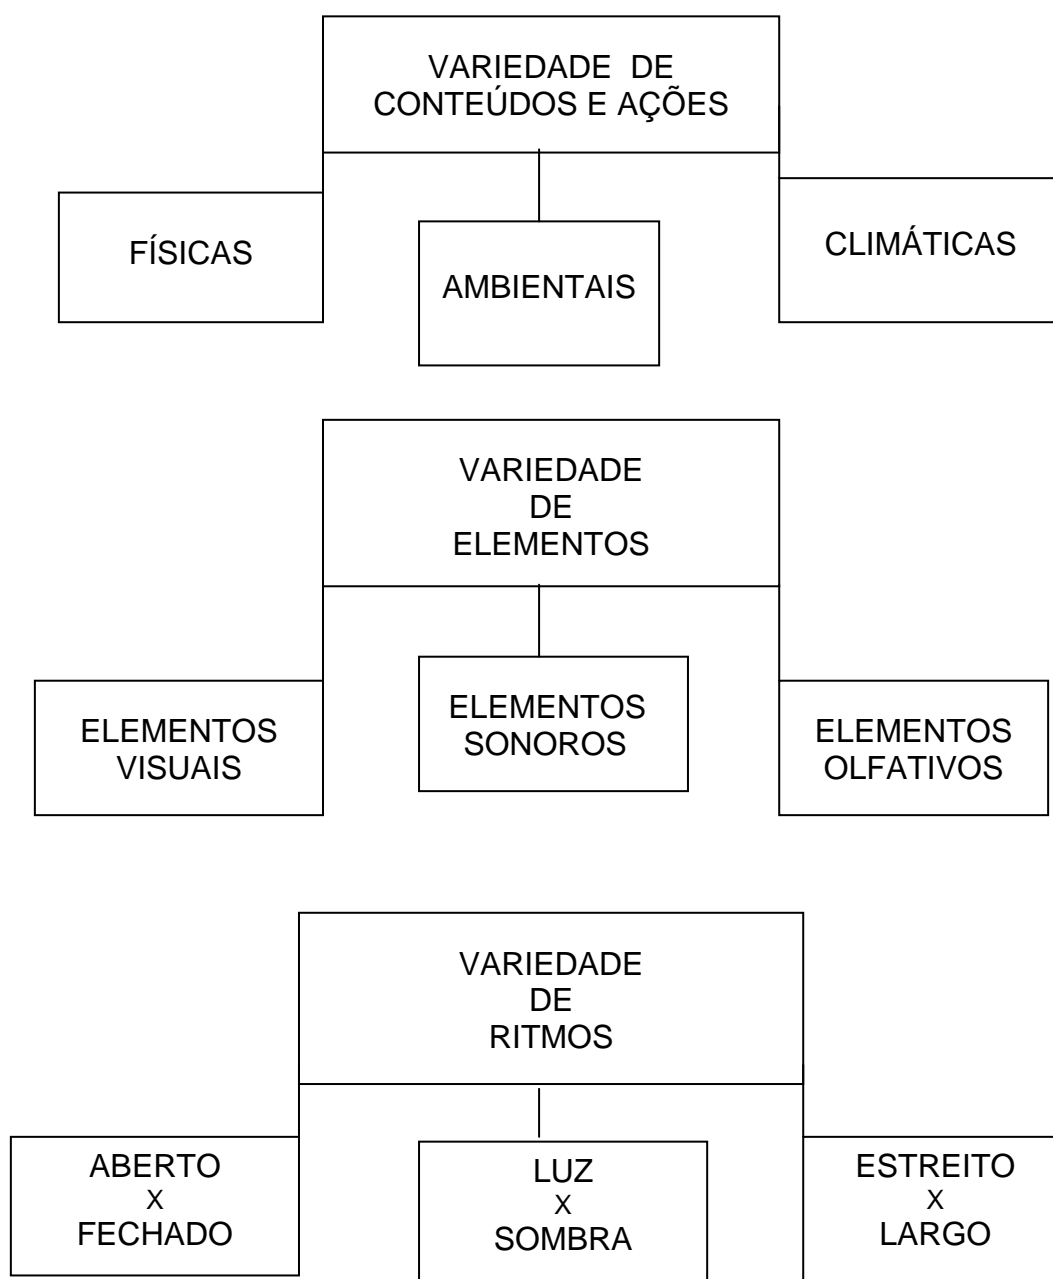 VARIEDADE DE
CONTEÚDOS E AÇÕES
FÍSICAS
AMBIENTAIS
CLIMÁTICAS
VARIEDADE
DE
ELEMENTOS
ELEMENTOS
VISUAIS
ELEMENTOS
SONOROS
ELEMENTOS
OLFATIVOS
VARIEDADE
DE
RITMOS
ABERTO
X
FECHADO
LUZ
X
SOMBRA
ESTREITO
X
LARGO